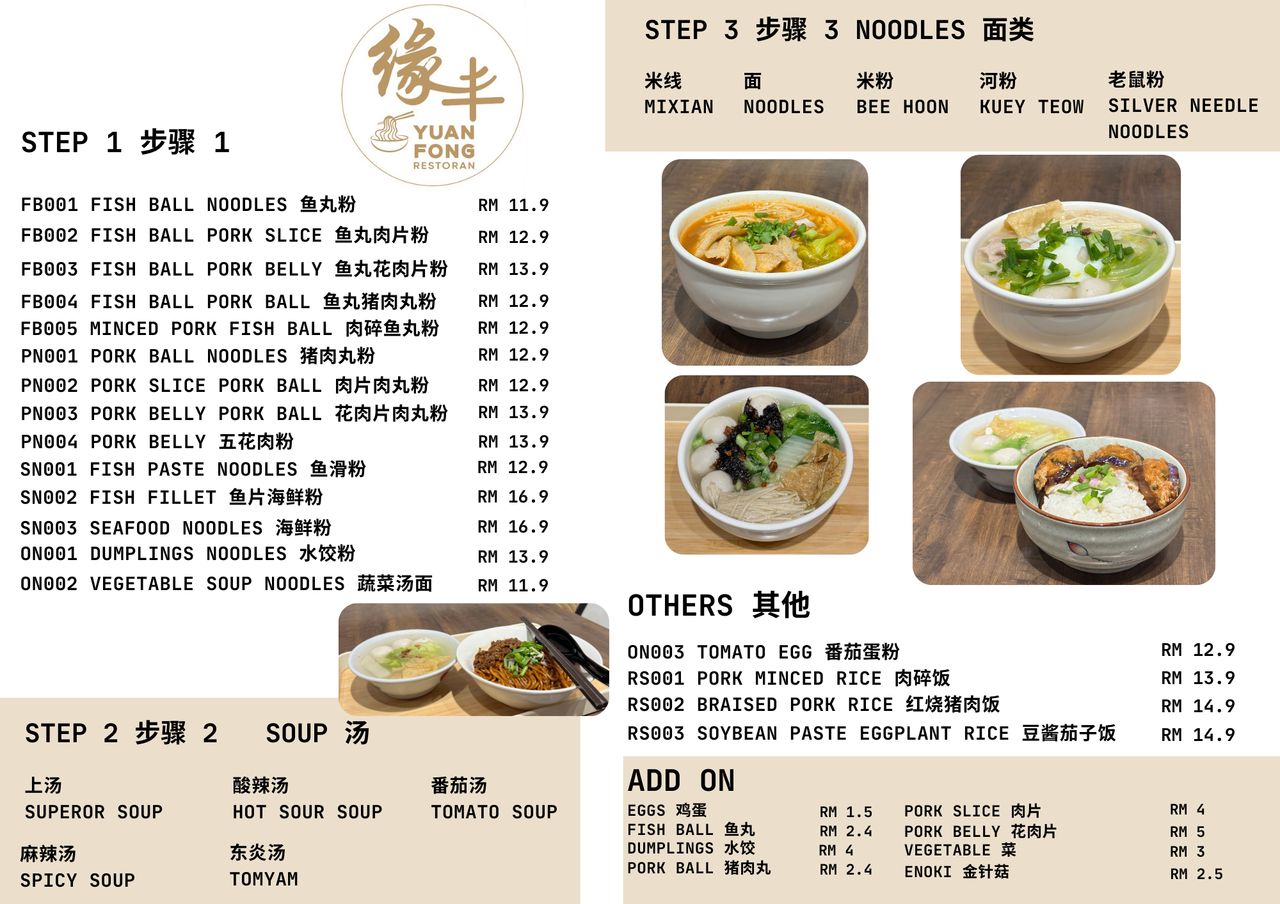 缘丰
YUAN
FONG
RESTORAN
STEP 1 步骤 1
FB001 FISH BALL NOODLES 鱼丸粉 RM 11.9
FB002 FISH BALL PORK SLICE 鱼丸肉片粉 RM 12.9
FB003 FISH BALL PORK BELLY 鱼丸花肉片粉 RM 13.9
FB004 FISH BALL PORK BALL 鱼丸猪肉丸粉 RM 12.9
FB005 MINCED PORK FISH BALL 肉碎鱼丸粉 RM 12.9
PN001 PORK BALL NOODLES 猪肉丸粉 RM 12.9
PN002 PORK SLICE PORK BALL 肉片肉丸粉 RM 12.9
PN003 PORK BELLY PORK BALL 花肉片肉丸粉 RM 13.9
PN004 PORK BELLY 五花肉粉 RM 13.9
SN001 FISH PASTE NOODLES 鱼滑粉 RM 12.9
SN002 FISH FILLET 鱼片海鲜粉 RM 16.9
SN003 SEAFOOD NOODLES 海鲜粉 RM 16.9
ON001 DUMPLINGS NOODLES 水饺粉 RM 13.9
ON002 VEGETABLE SOUP NOODLES 蔬菜汤面 RM 11.9
STEP 2 步骤 2 SOUP 汤
上汤 酸辣汤 番茄汤
SUPEROR SOUP HOT SOUR SOUP TOMATO SOUP
麻辣汤 东炎汤
SPICY SOUP TOMYAM
STEP 3 步骤 3 NOODLES 面类
米线 面 米粉 河粉 老鼠粉
MIXIAN NOODLES BEE HOON KUEY TEOW SILVER NEEDLE
NOODLES
OTHERS 其他
ON003 TOMATO EGG 番茄蛋粉 RM 12.9
RS001 PORK MINCED RICE 肉碎饭 RM 13.9
RS002 BRAISED PORK RICE 红烧猪肉饭 RM 14.9
RS003 SOYBEAN PASTE EGGPLANT RICE 豆酱茄子饭 RM 14.9
ADD ON
EGGS 鸡蛋 RM 1.5 PORK SLICE 肉片 RM 4
FISH BALL 鱼丸 RM 2.4 PORK BELLY 花肉片 RM 5
DUMPLINGS 水饺 RM 4 VEGETABLE 菜 RM 3
PORK BALL 猪肉丸 RM 2.4 ENOKI 金针菇 RM 2.5